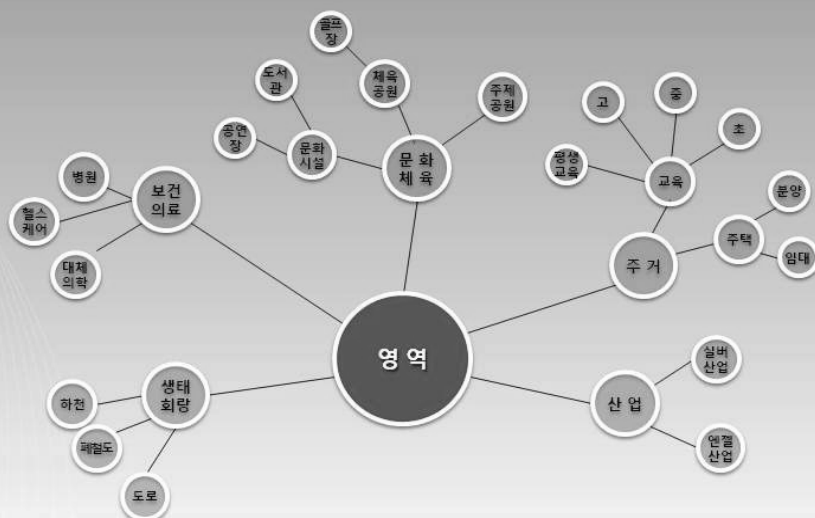 골프
장
도서
관
체육
공원
주제
공원
공연
장
문화
시설
문 화
체 육
고
중
초
평생
교육
교육
분양
주택
임대
주 거
병원
보건
의료
헬스
케어
대체
의학
영 역
생태
회랑
하천
폐철도
도로
산 업
실버
산업
엔젤
산업